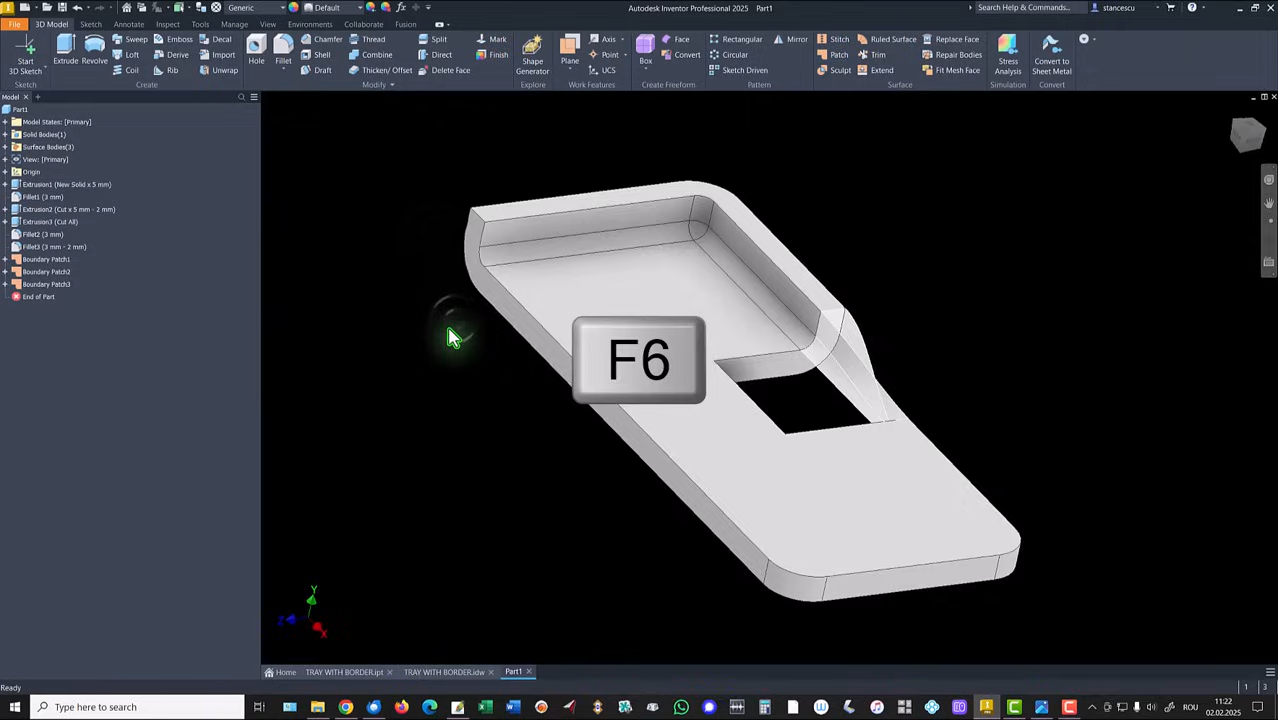 Generic
Default
Autodesk Inventor Professional 2025 Part1
Search Help & Commands...
stancescu
File
3D Model
Sketch
Annotate
Inspect
Tools
Manage
View
Environments
Collaborate
Fusion
Start
3D Sketch
Extrude
Revolve
Sweep
Emboss
Decal
Loft
Derive
Import
Coil
Rib
Unwrap
Hole
Fillet
Chamfer
Thread
Split
Direct
Shell
Combine
Draft
Thicken/ Offset
Delete Face
Mark
Finish
Shape
Generator
Plane
Axis
Point
UCS
Box
Face
Convert
Rectangular
Mirror
Circular
Sketch Driven
Stitch
Ruled Surface
Replace Face
Patch
Trim
Repair Bodies
Sculpt
Extend
Fit Mesh Face
Stress
Analysis
Convert to
Sheet Metal
Sketch
Create
Modify
Explore
Work Features
Create Freeform
Pattern
Surface
Simulation
Convert
Model
Part1
Model States: [Primary]
Solid Bodies(1)
Surface Bodies(3)
View: [Primary]
Origin
Extrusion1 (New Solid x 5 mm)
Fillet1 (3 mm)
Extrusion2 (Cut x 5 mm - 2 mm)
Extrusion3 (Cut All)
Fillet2 (3 mm)
Fillet3 (3 mm - 2 mm)
Boundary Patch1
Boundary Patch2
Boundary Patch3
End of Part
F6
Y
Z
X
Home
TRAY WITH BORDER.ipt
TRAY WITH BORDER.idw
Part1
Ready
1
3
Type here to search
ROU
11:22
02.02.2025